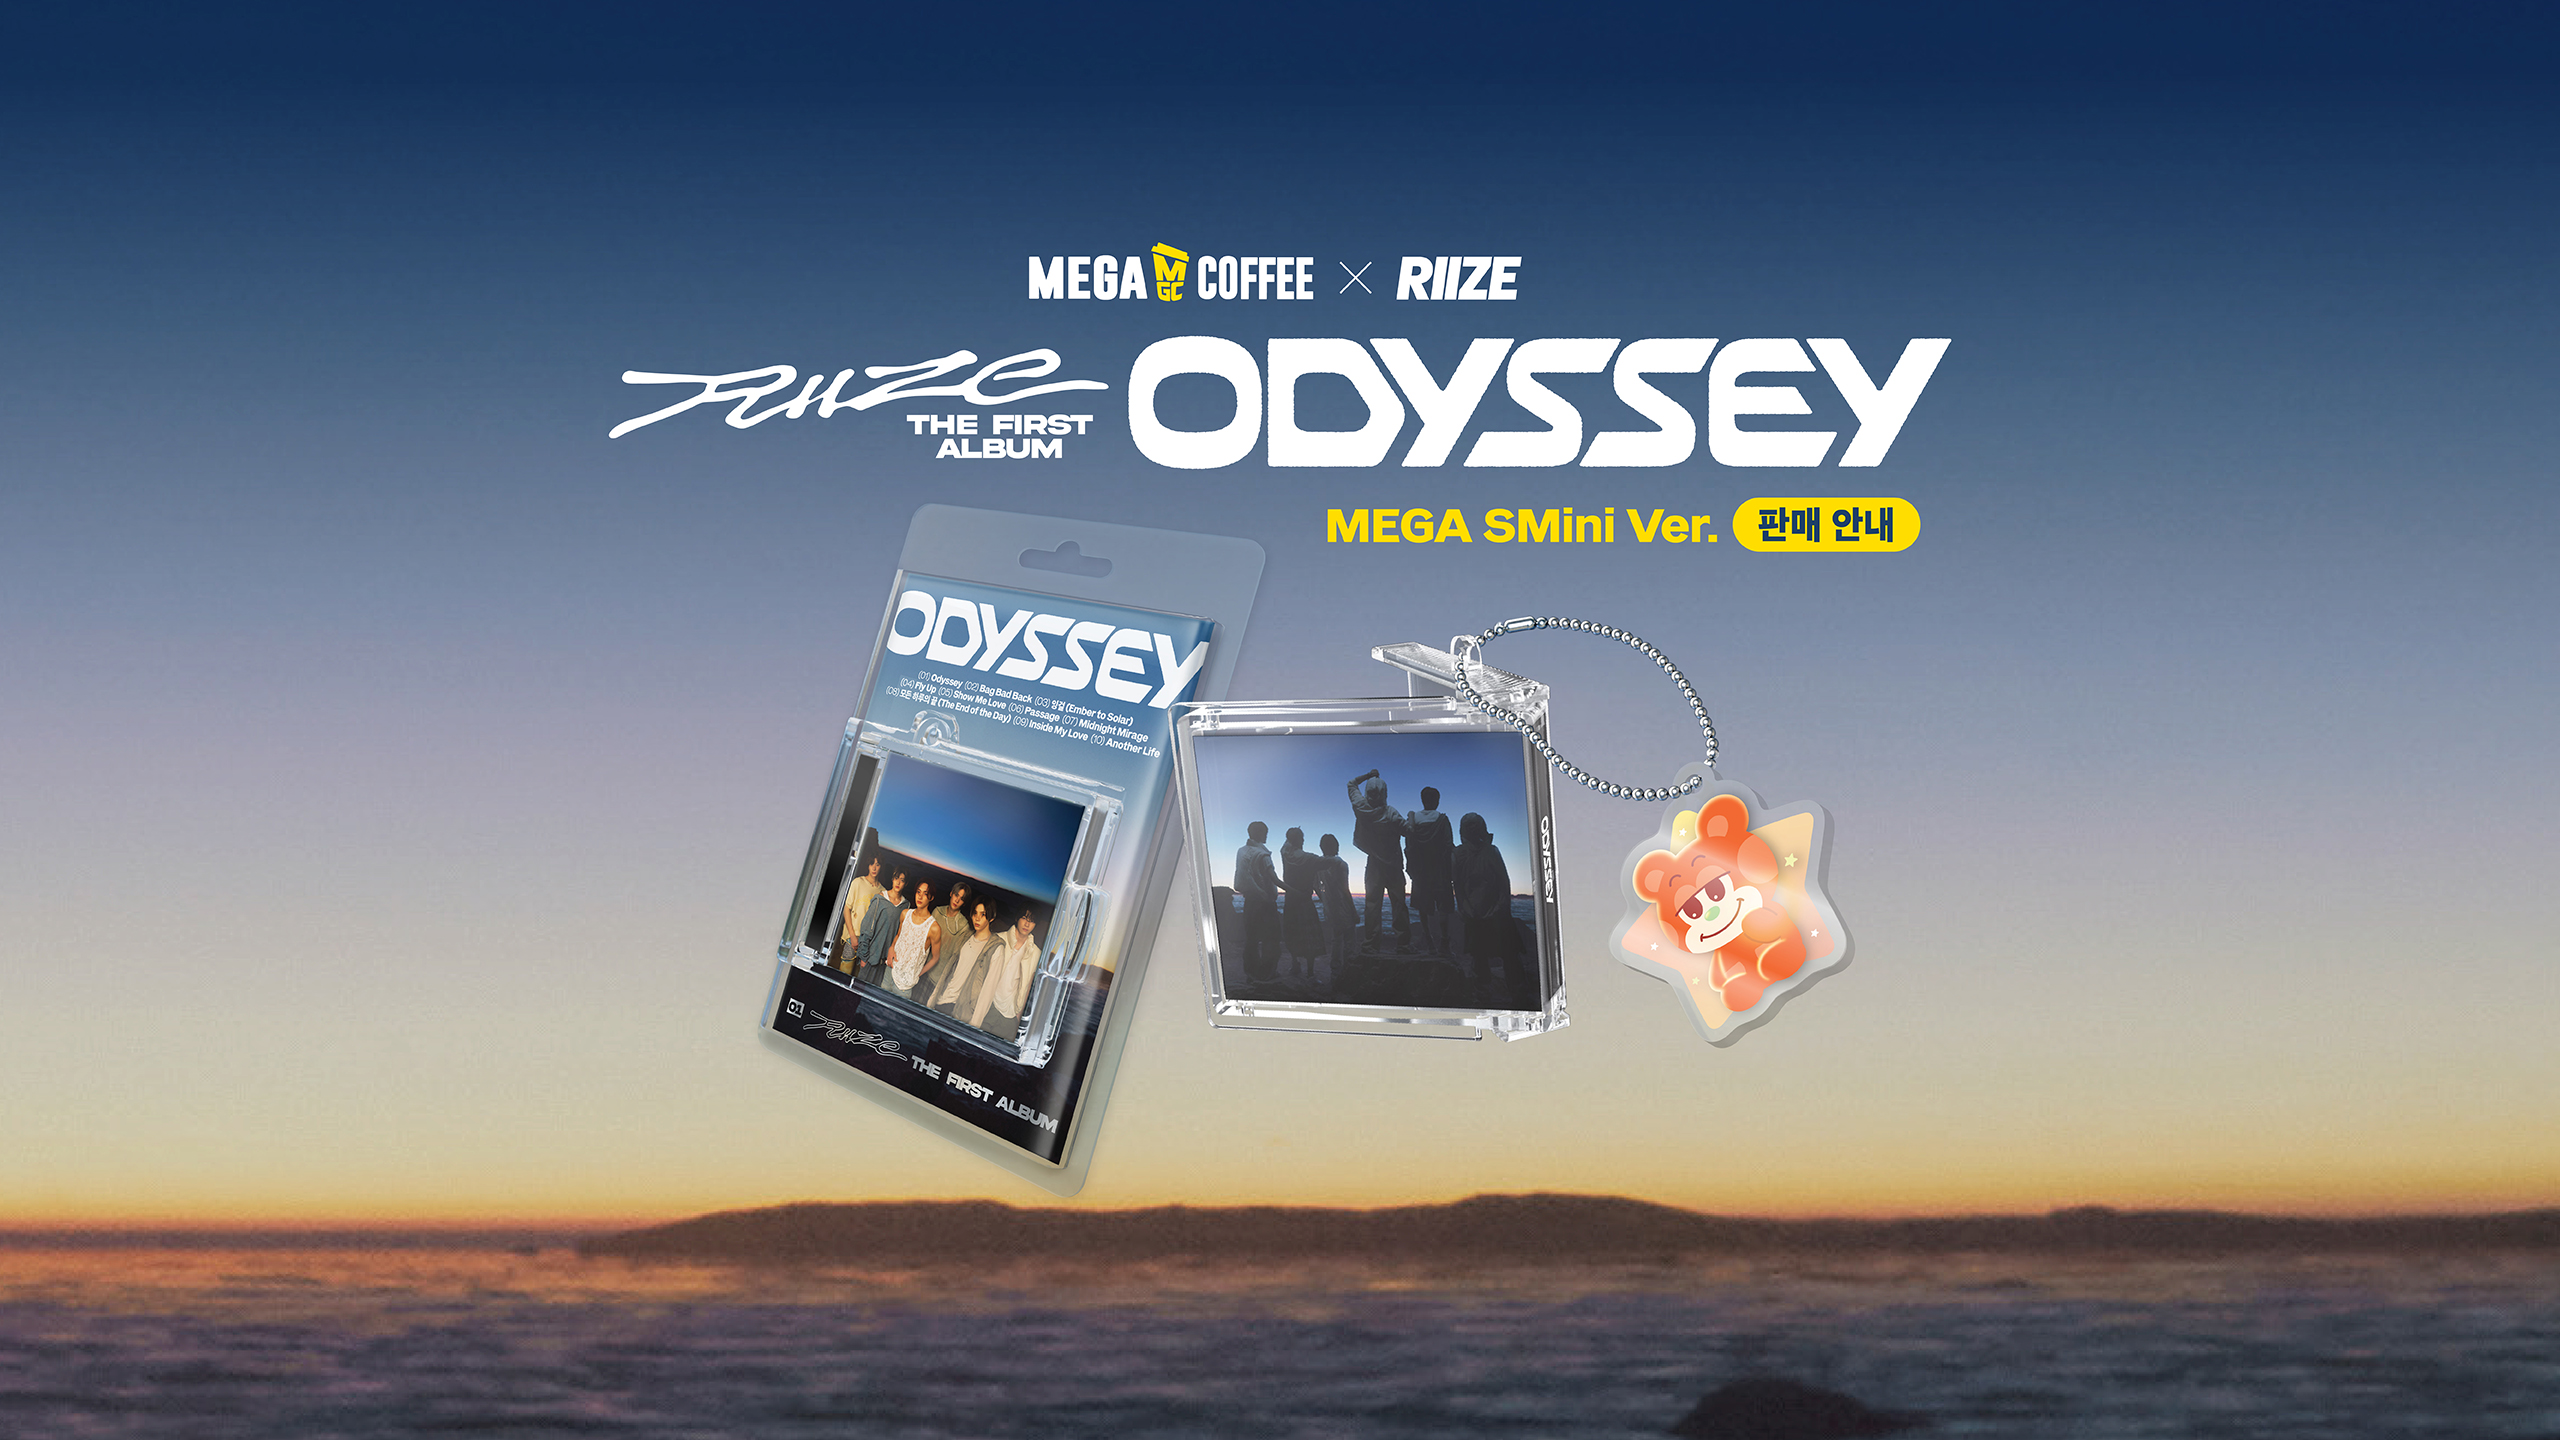 MEGA MGC COFFEE × RIIZE
RIIZE
THE FIRST
ALBUM
ODYSSEY
MEGA SMini Ver. 판매 안내
ODYSSEY
(01) Odyssey (02) Bag Bad Back (03) 잉걸 (Ember to Solar)
(04) Fly Up (05) Show Me Love (06) Passage (07) Midnight Mirage
(08) 모든 하루의 끝 (The End of the Day) (09) Inside My Love (10) Another Life
01 RIIZE THE FIRST ALBUM
ODYSSEY